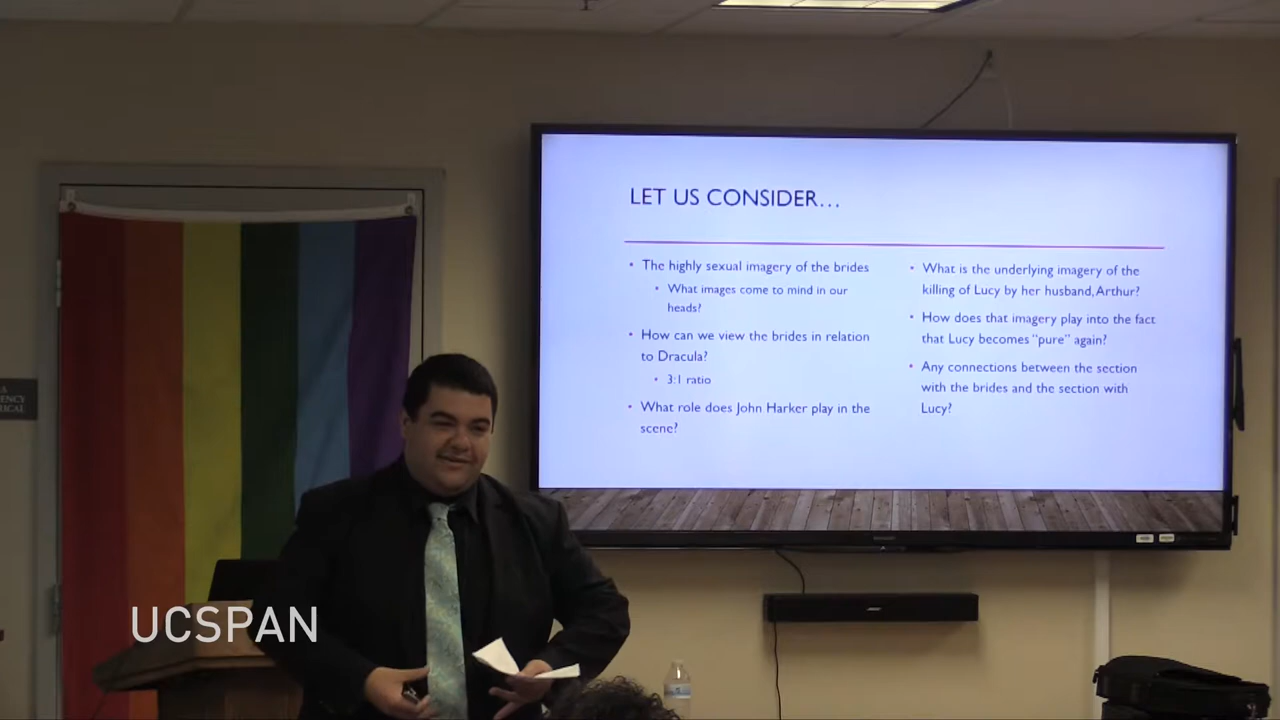 LET US CONSIDER...
• The highly sexual imagery of the brides
• What images come to mind in our
heads?
• How can we view the brides in relation
to Dracula?
• 3:1 ratio
• What role does John Harker play in the
scene?
• What is the underlying imagery of the
killing of Lucy by her husband, Arthur?
• How does that imagery play into the fact
that Lucy becomes "pure" again?
• Any connections between the section
with the brides and the section with
Lucy?
UCSPAN